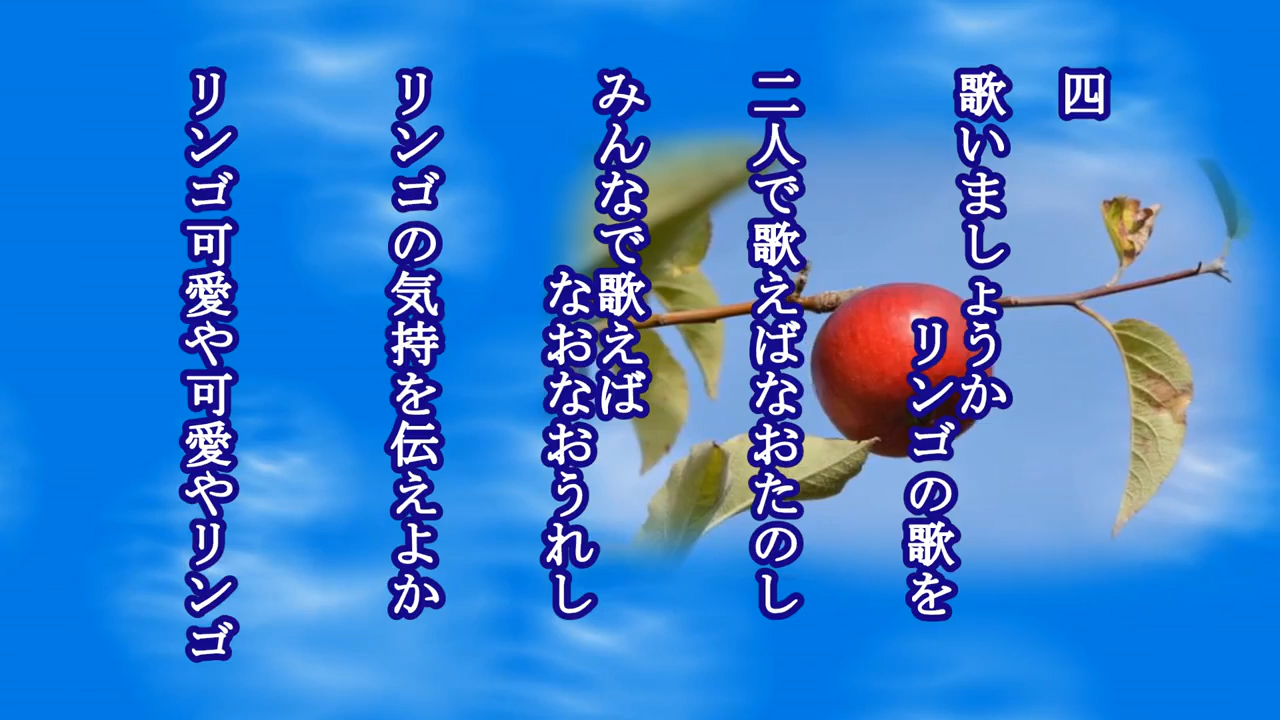 四
歌いましょうか
リンゴの歌を
二人で歌えばなおたのし
みんなで歌えば
なおなおうれし
リンゴの気持を伝えよか
リンゴ可愛や可愛やリンゴ